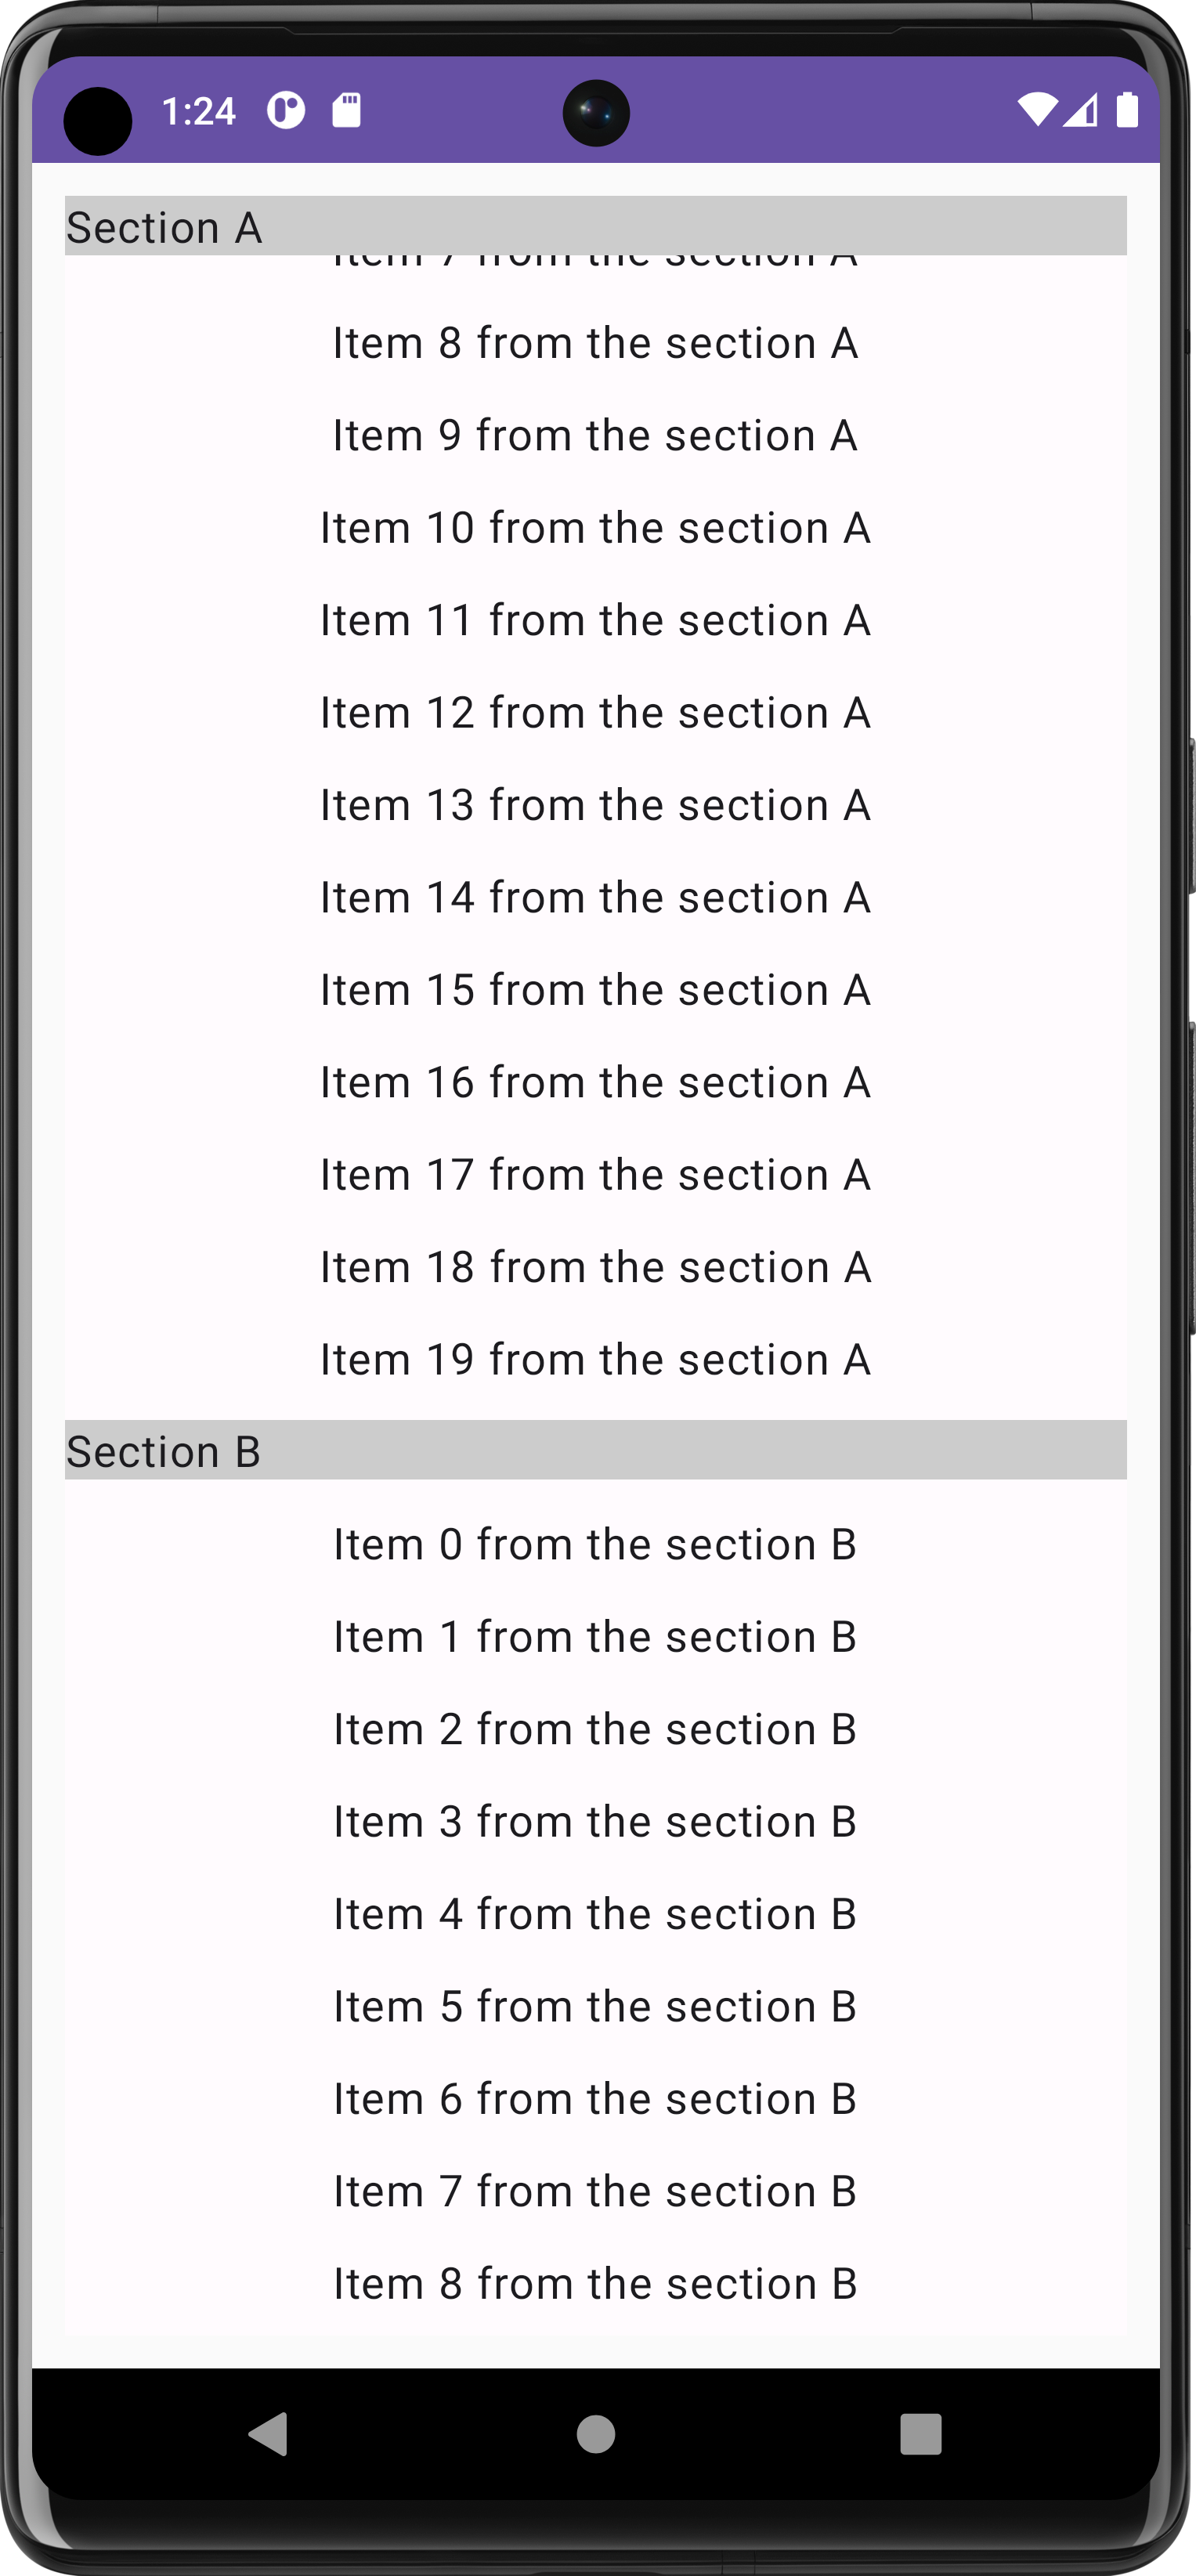 1:24
Section A
Item 7 from the section A
Item 8 from the section A
Item 9 from the section A
Item 10 from the section A
Item 11 from the section A
Item 12 from the section A
Item 13 from the section A
Item 14 from the section A
Item 15 from the section A
Item 16 from the section A
Item 17 from the section A
Item 18 from the section A
Item 19 from the section A
Section B
Item 0 from the section B
Item 1 from the section B
Item 2 from the section B
Item 3 from the section B
Item 4 from the section B
Item 5 from the section B
Item 6 from the section B
Item 7 from the section B
Item 8 from the section B